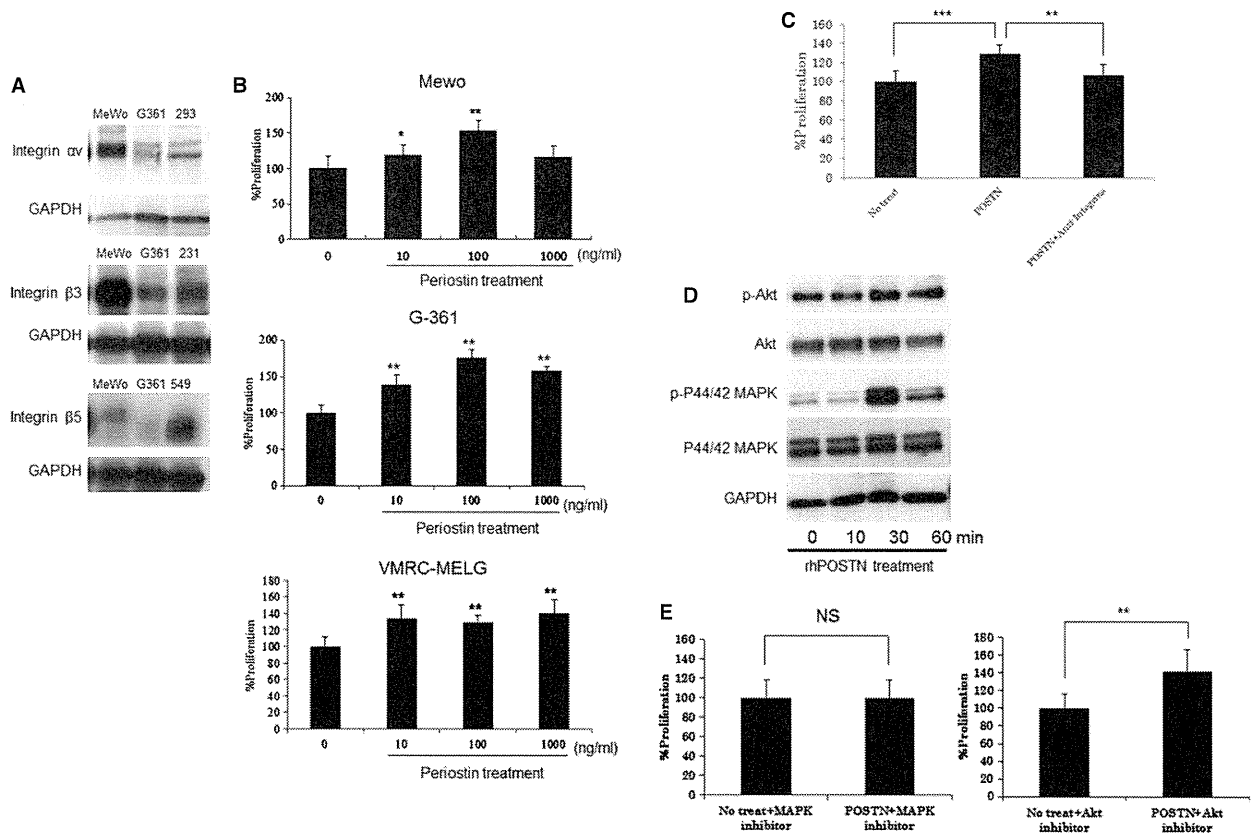 A
MeWo G361 293
Integrin αv
GAPDH
MeWo G361 231
Integrin β3
GAPDH
MeWo G361 549
Integrin β5
GAPDH
B
Mewo
%Proliferation
200
150
100
50
0
* **
0 10 100 1000 (ng/ml)
Periostin treatment
G-361
%Proliferation
200
150
100
50
0
** ** **
0 10 100 1000 (ng/ml)
Periostin treatment
VMRC-MELG
%Proliferation
180
160
140
120
100
80
60
40
20
0
** ** **
0 10 100 1000 (ng/ml)
Periostin treatment
C
%Proliferation
160
140
120
100
80
60
40
20
0
*** **
No treat
POSTN
D
p-Akt
Akt
p-P44/42 MAPK
P44/42 MAPK
GAPDH
0 10 30 60 min
rhPOSTN treatment
E
NS
%Proliferation
160
140
120
100
80
60
40
20
0
No treat+MAPK inhibitor
POSTN+MAPK inhibitor
**
%Proliferation
180
160
140
120
100
80
60
40
20
0
No treat+Akt inhibitor
POSTN+Akt inhibitor